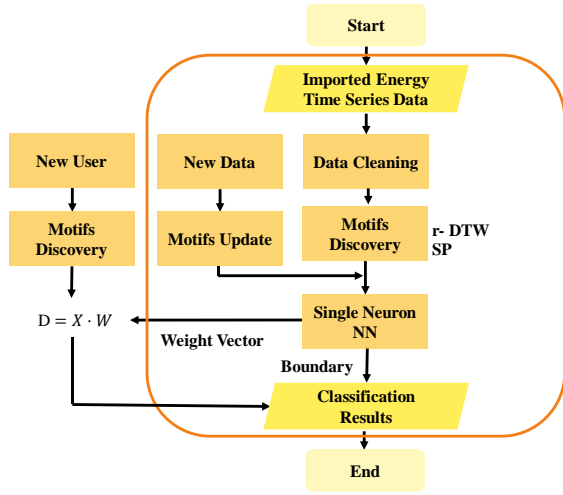 Start
Imported Energy
Time Series Data
New User
New Data
Data Cleaning
Motifs
Discovery
Motifs Update
Motifs
Discovery
r- DTW
SP
D = X · W
Weight Vector
Single Neuron
NN
Boundary
Classification
Results
End